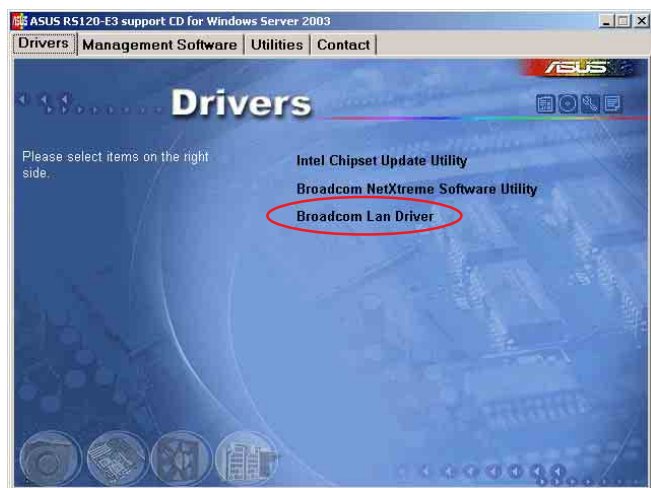 ASUS RS120-E3 support CD for Windows Server 2003
Drivers Management Software Utilities Contact
ASUS
Drivers
Please select items on the right
side.
Intel Chipset Update Utility
Broadcom NetXtreme Software Utility
Broadcom Lan Driver